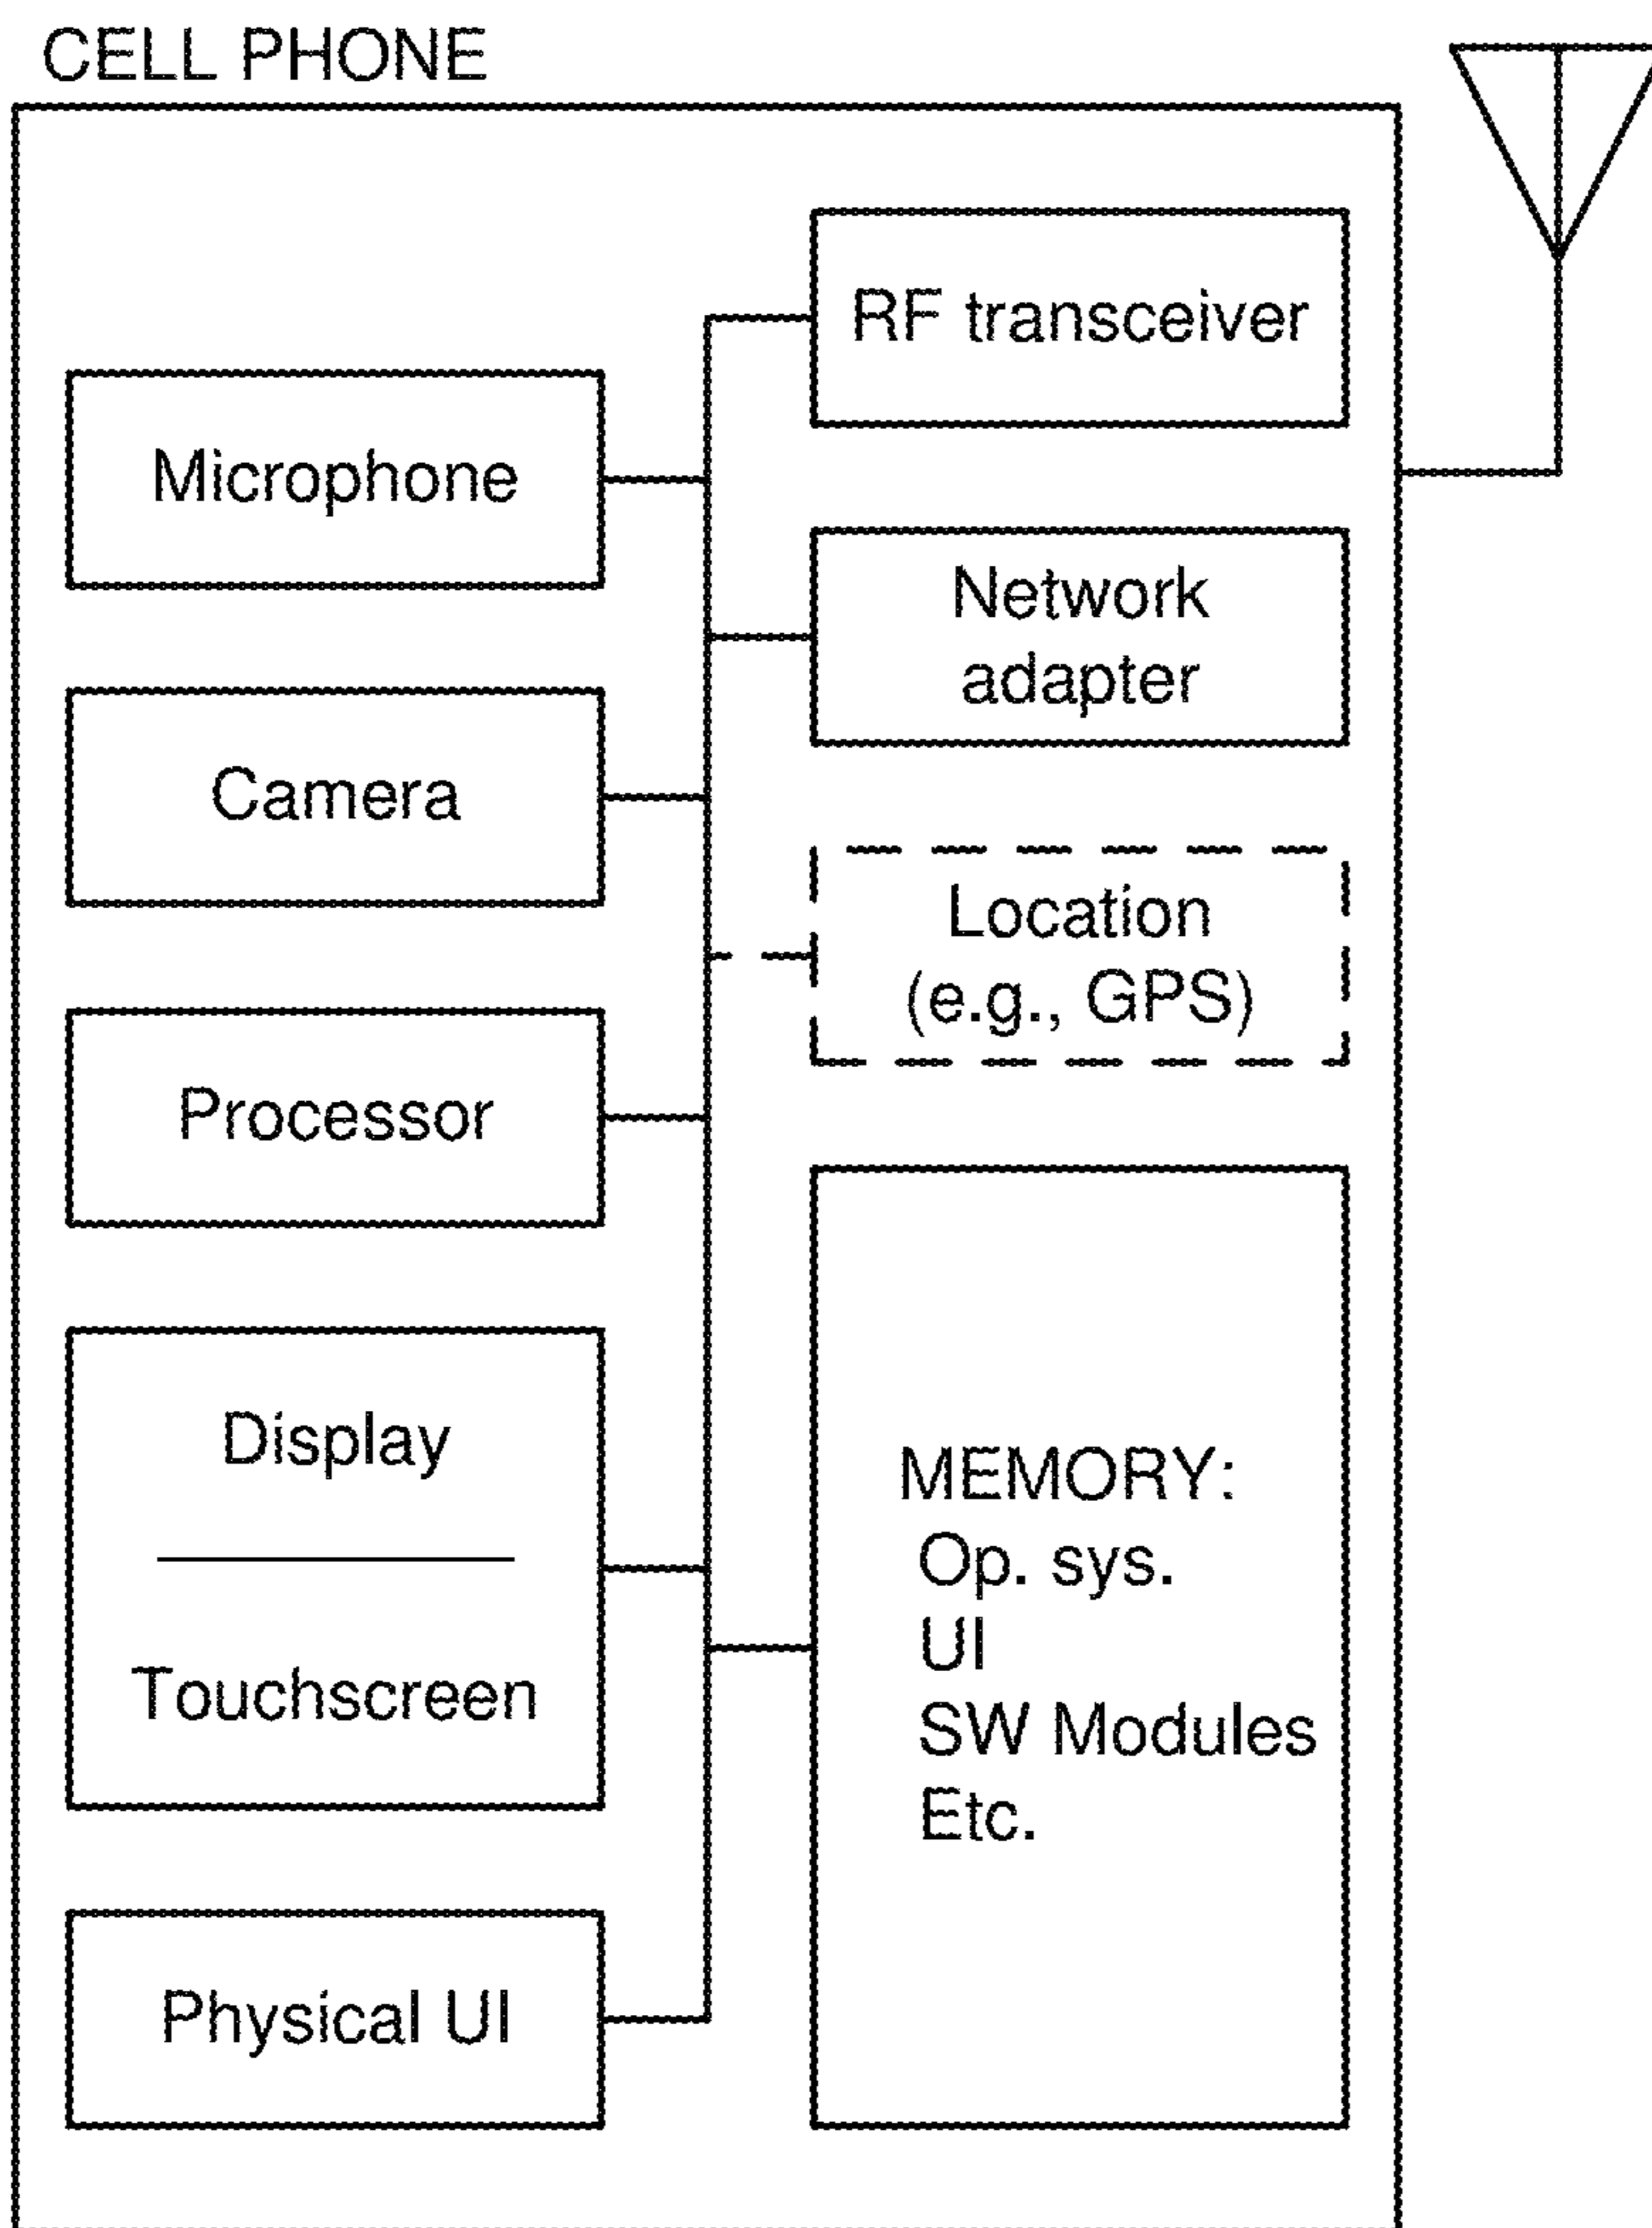 CELL PHONE
Microphone
Camera
Processor
Display
Touchscreen
Physical UI
RF transceiver
Network
adapter
Location
(e.g., GPS)
MEMORY:
Op. sys.
UI
SW Modules
Etc.